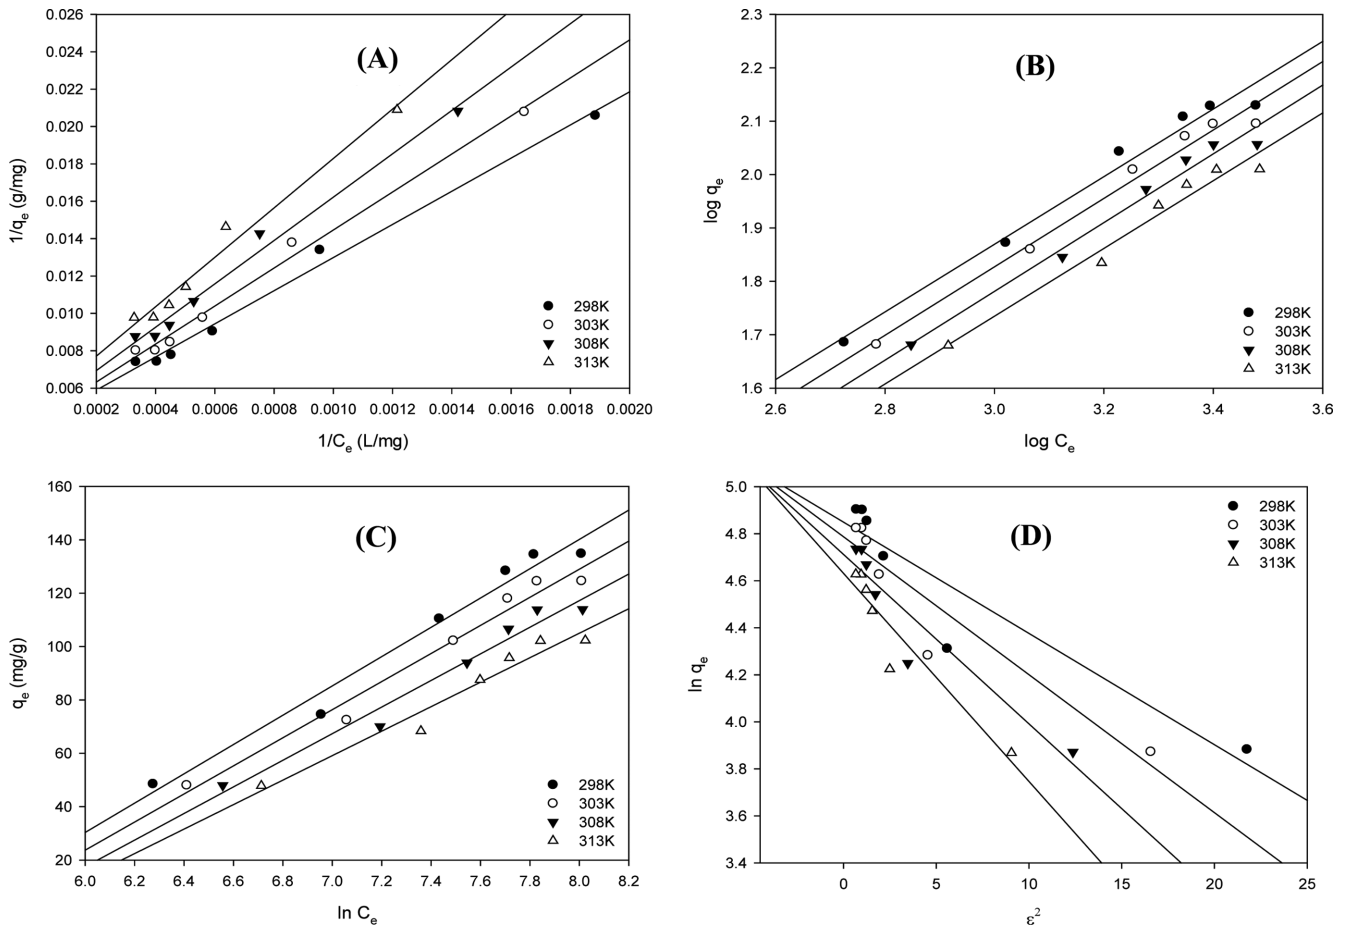 (A)
0.026
0.024
0.022
0.020
0.018
0.016
0.014
0.012
0.010
0.008
0.006
1/qe (g/mg)
298K
303K
308K
313K
0.0002 0.0004 0.0006 0.0008 0.0010 0.0012 0.0014 0.0016 0.0018 0.0020
1/Ce (L/mg)
(B)
2.3
2.2
2.1
2.0
1.9
1.8
1.7
1.6
log qe
298K
303K
308K
313K
2.6 2.8 3.0 3.2 3.4 3.6
log Ce
(C)
160
140
120
100
80
60
40
20
qe (mg/g)
298K
303K
308K
313K
6.0 6.2 6.4 6.6 6.8 7.0 7.2 7.4 7.6 7.8 8.0 8.2
ln Ce
(D)
5.0
4.8
4.6
4.4
4.2
4.0
3.8
3.6
3.4
ln qe
298K
303K
308K
313K
0 5 10 15 20 25
ε²